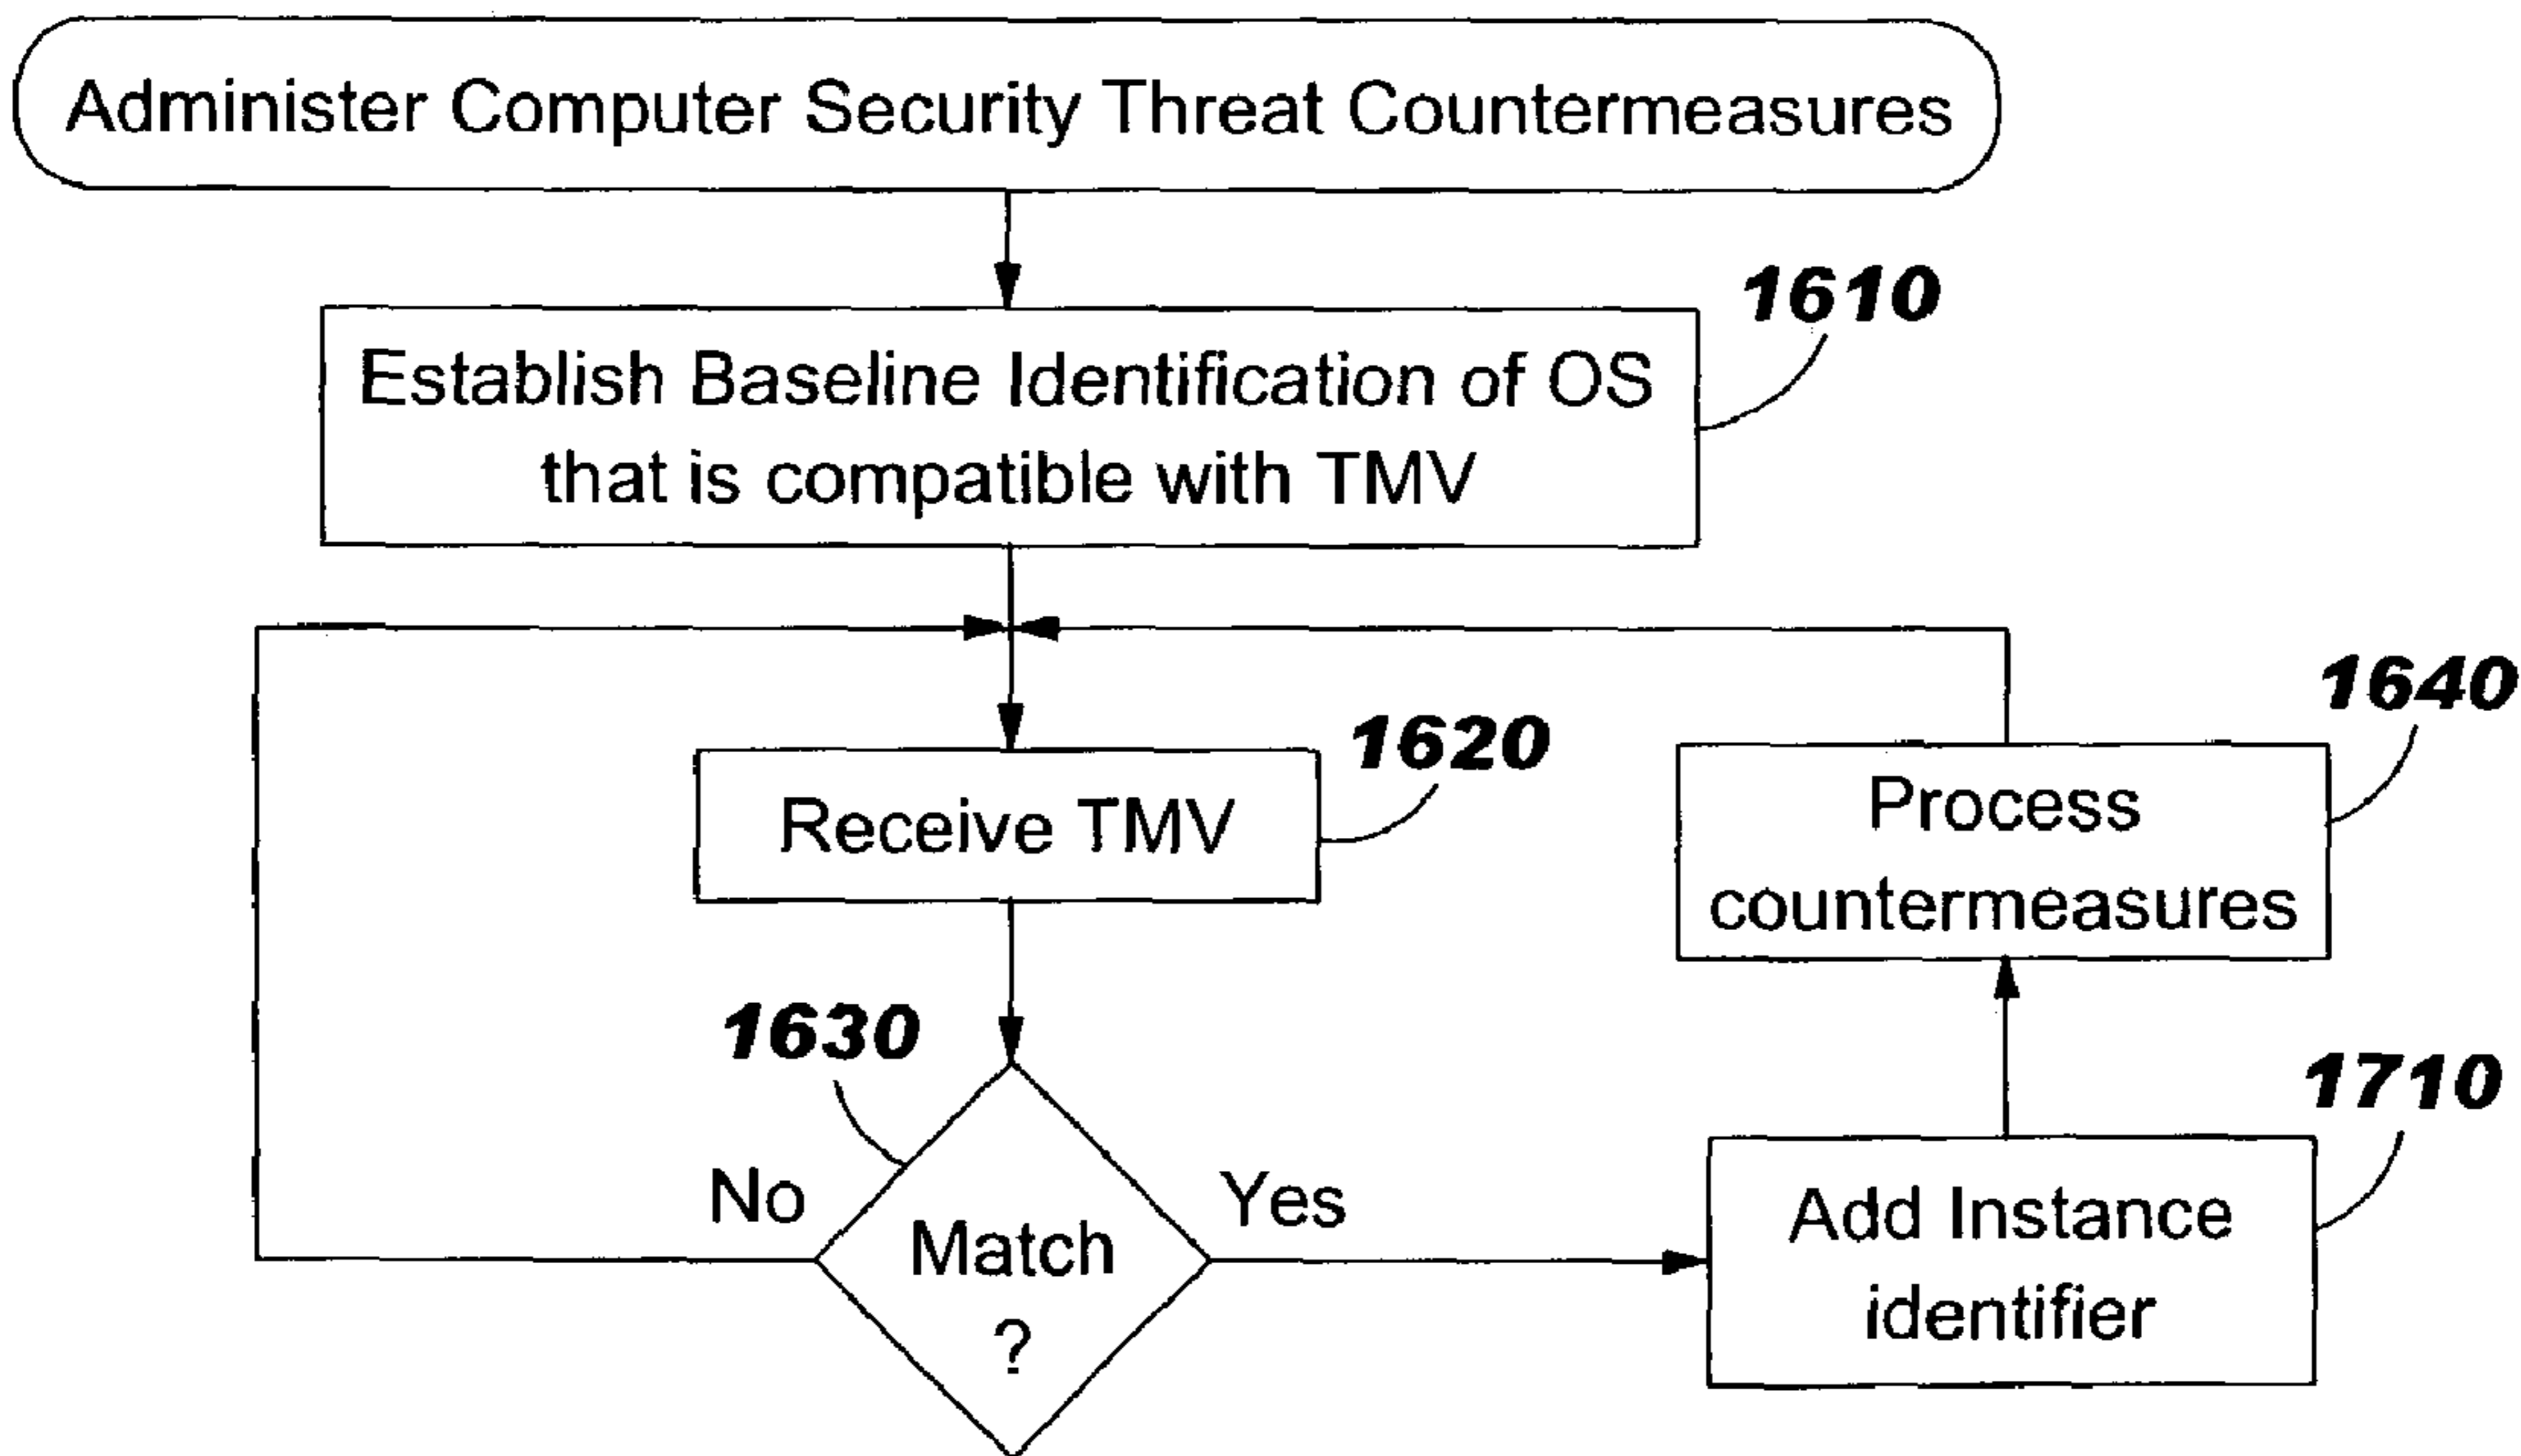 Administer Computer Security Threat Countermeasures
1610
Establish Baseline Identification of OS
that is compatible with TMV
1620
Receive TMV
1640
Process
countermeasures
1630
No
Yes
Match
?
1710
Add Instance
identifier